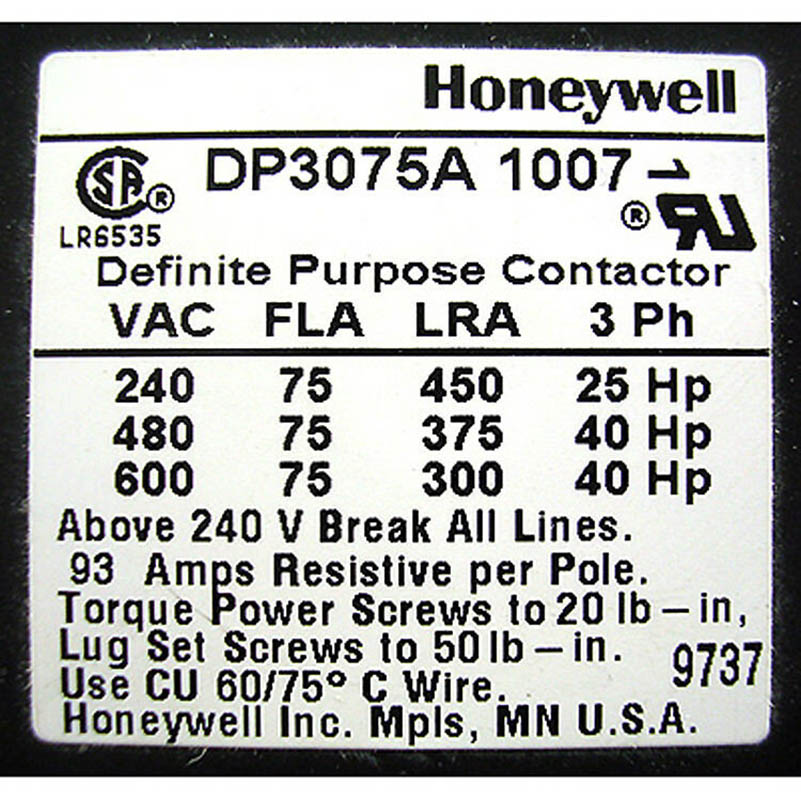 Honeywell
SA ®
DP3075A 1007-1
LR6535
® RU
Definite Purpose Contactor
VAC FLA LRA 3 Ph
240 75 450 25 Hp
480 75 375 40 Hp
600 75 300 40 Hp
Above 240 V Break All Lines.
93 Amps Resistive per Pole.
Torque Power Screws to 20 lb – in,
Lug Set Screws to 50 lb – in.
9737
Use CU 60/75° C Wire.
Honeywell Inc. Mpls, MN U.S.A.